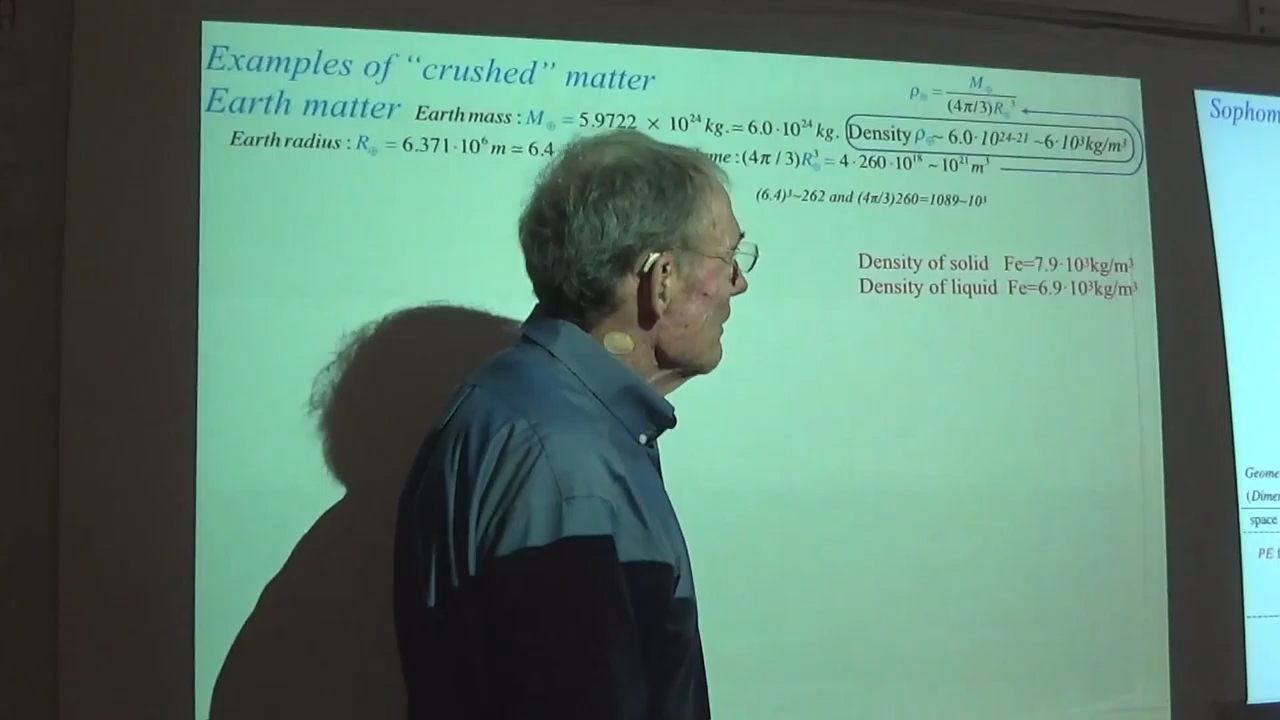 Examples of “crushed” matter
Earth matter Earth mass : M⊕ = 5.9722 × 10²⁴ kg. ≃ 6.0·10²⁴ kg. Density ρ⊕ ~ 6.0·10²⁴⁻²¹ ~6·10³kg/m³
ρ⊕ = M⊕ / (4π/3)R⊕³
Earth radius : R⊕ = 6.371·10⁶ m ≃ 6.4 me : (4π / 3)R⊕³ = 4·260·10¹⁸ ~ 10²¹ m³
(6.4)³~262 and (4π/3)260=1089~10³
Density of solid Fe=7.9·10³kg/m³
Density of liquid Fe=6.9·10³kg/m³
Sophom
Geome
(Dime
space
PE